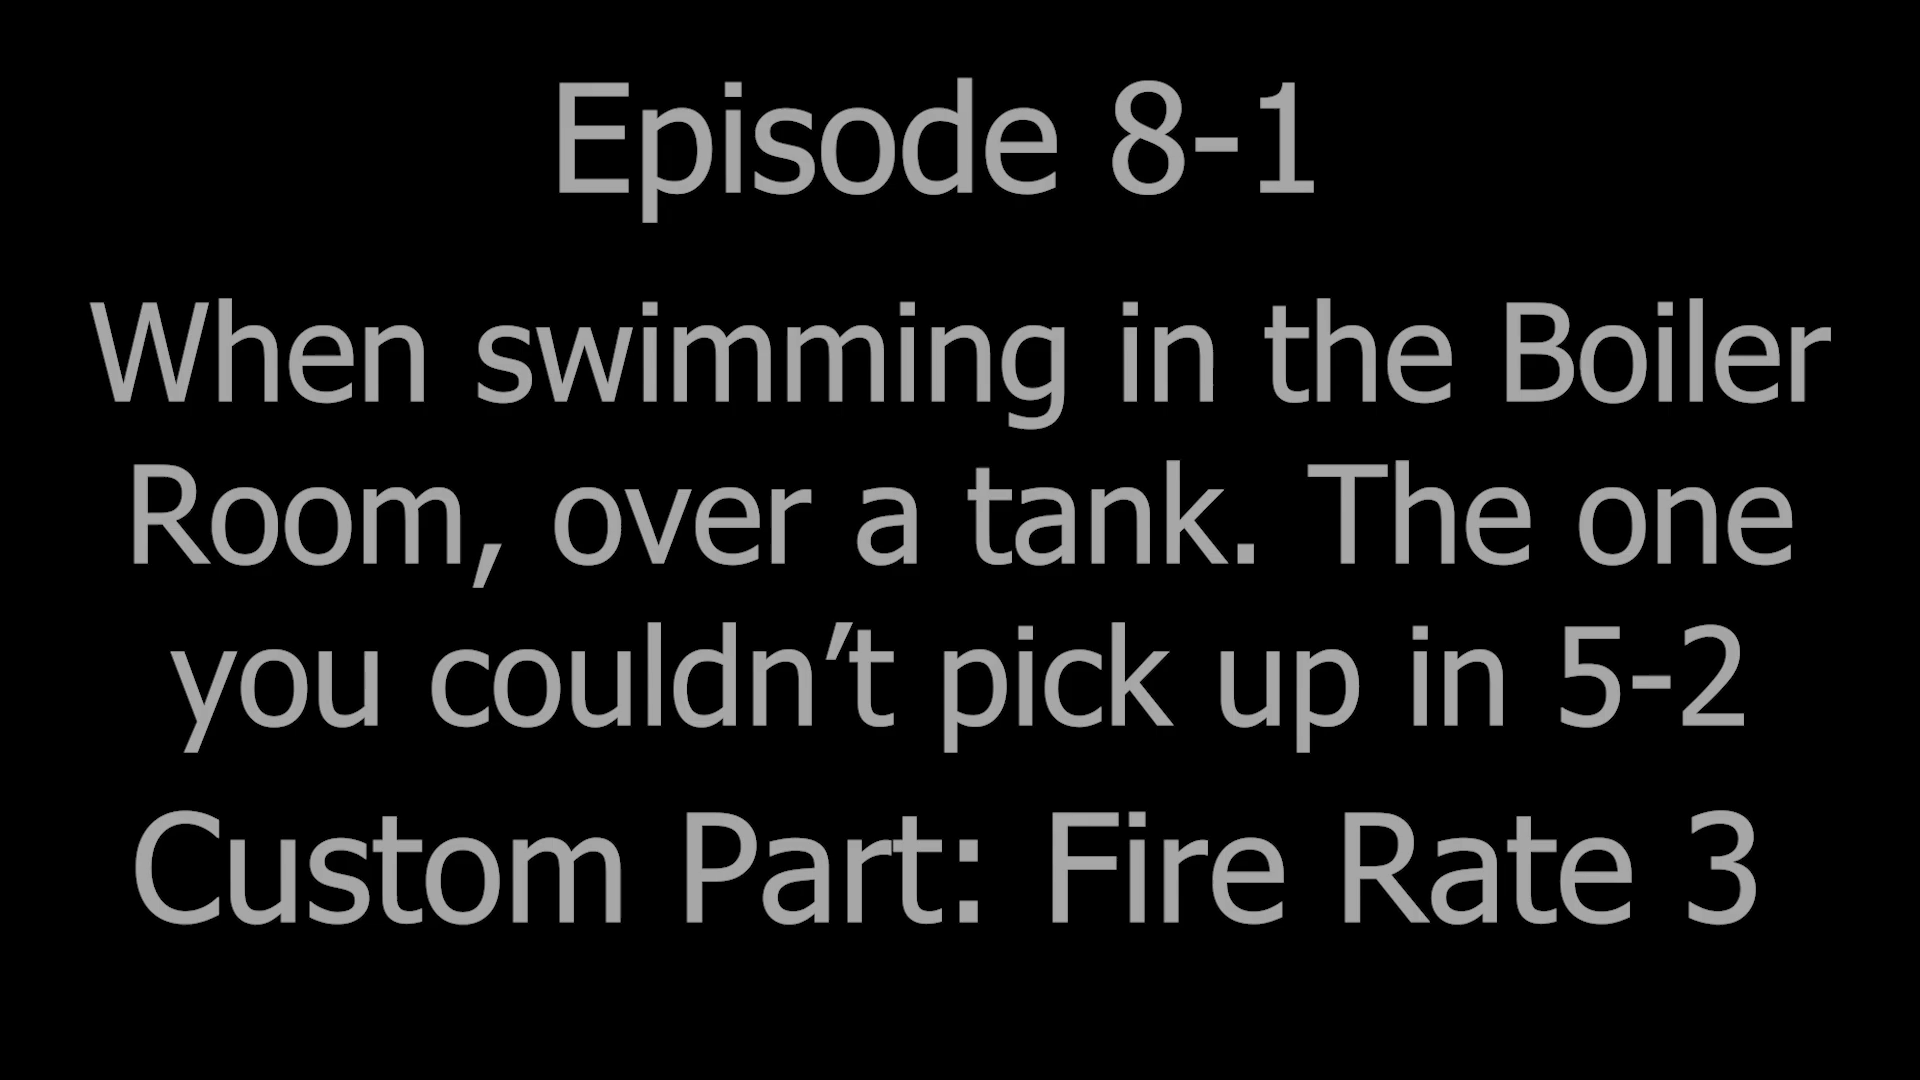 Episode 8-1
When swimming in the Boiler
Room, over a tank. The one
you couldn’t pick up in 5-2
Custom Part: Fire Rate 3